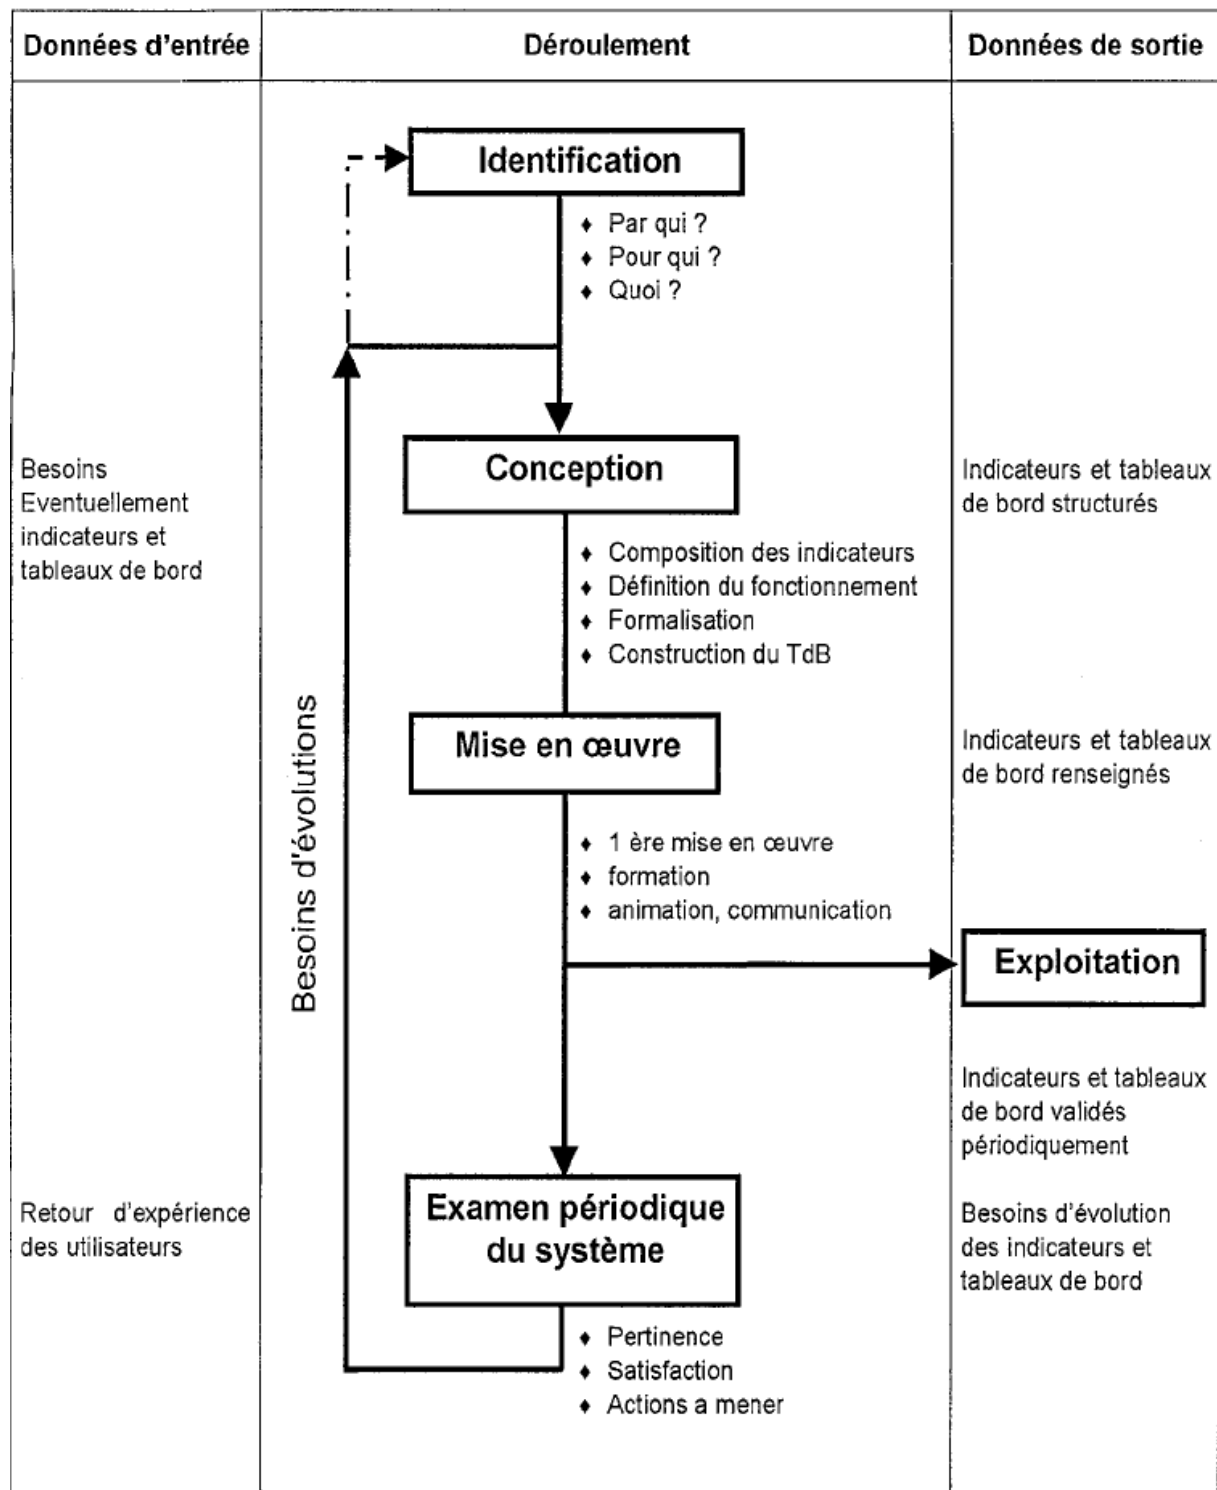 Données d'entrée
Déroulement
Données de sortie
Identification
♦ Par qui ?
♦ Pour qui ?
♦ Quoi ?
Conception
Besoins
Eventuellement
indicateurs et
tableaux de bord
Indicateurs et tableaux
de bord structurés
♦ Composition des indicateurs
♦ Définition du fonctionnement
♦ Formalisation
♦ Construction du TdB
Besoins d'évolutions
Mise en œuvre
Indicateurs et tableaux
de bord renseignés
♦ 1 ère mise en œuvre
♦ formation
♦ animation, communication
Exploitation
Indicateurs et tableaux
de bord validés
périodiquement
Retour d'expérience
des utilisateurs
Examen périodique
du système
Besoins d'évolution
des indicateurs et
tableaux de bord
♦ Pertinence
♦ Satisfaction
♦ Actions a mener